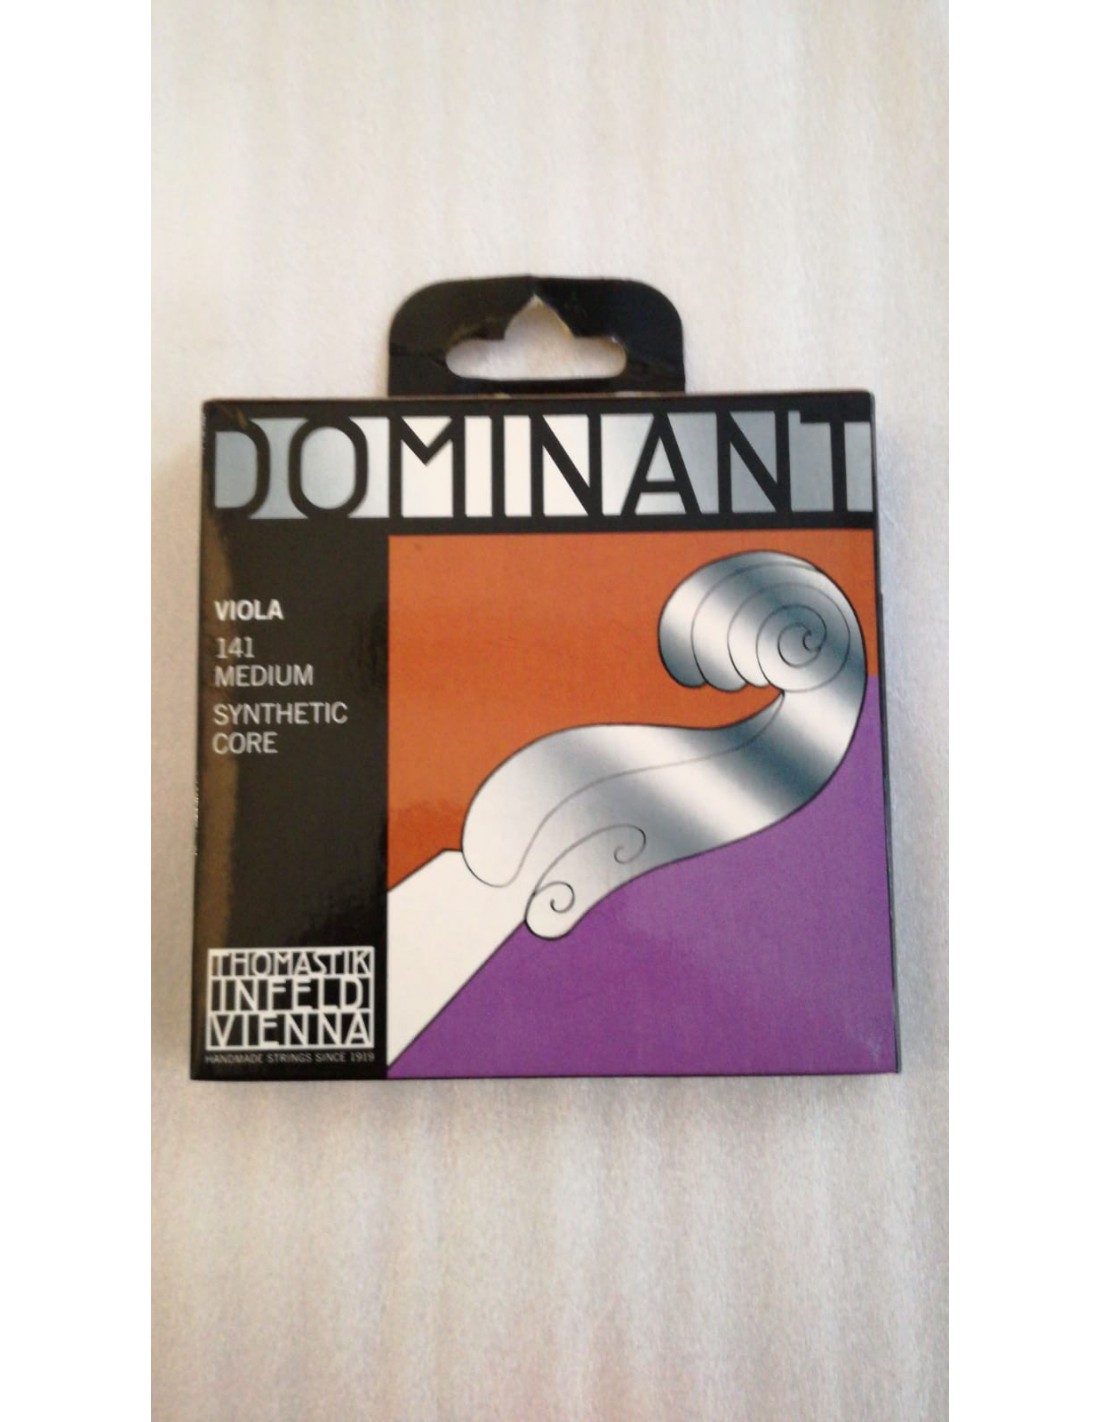 DOMINANT
VIOLA
141
MEDIUM
SYNTHETIC
CORE
THOMASTIK
INFELD
VIENNA
HANDMADE STRINGS SINCE 1919